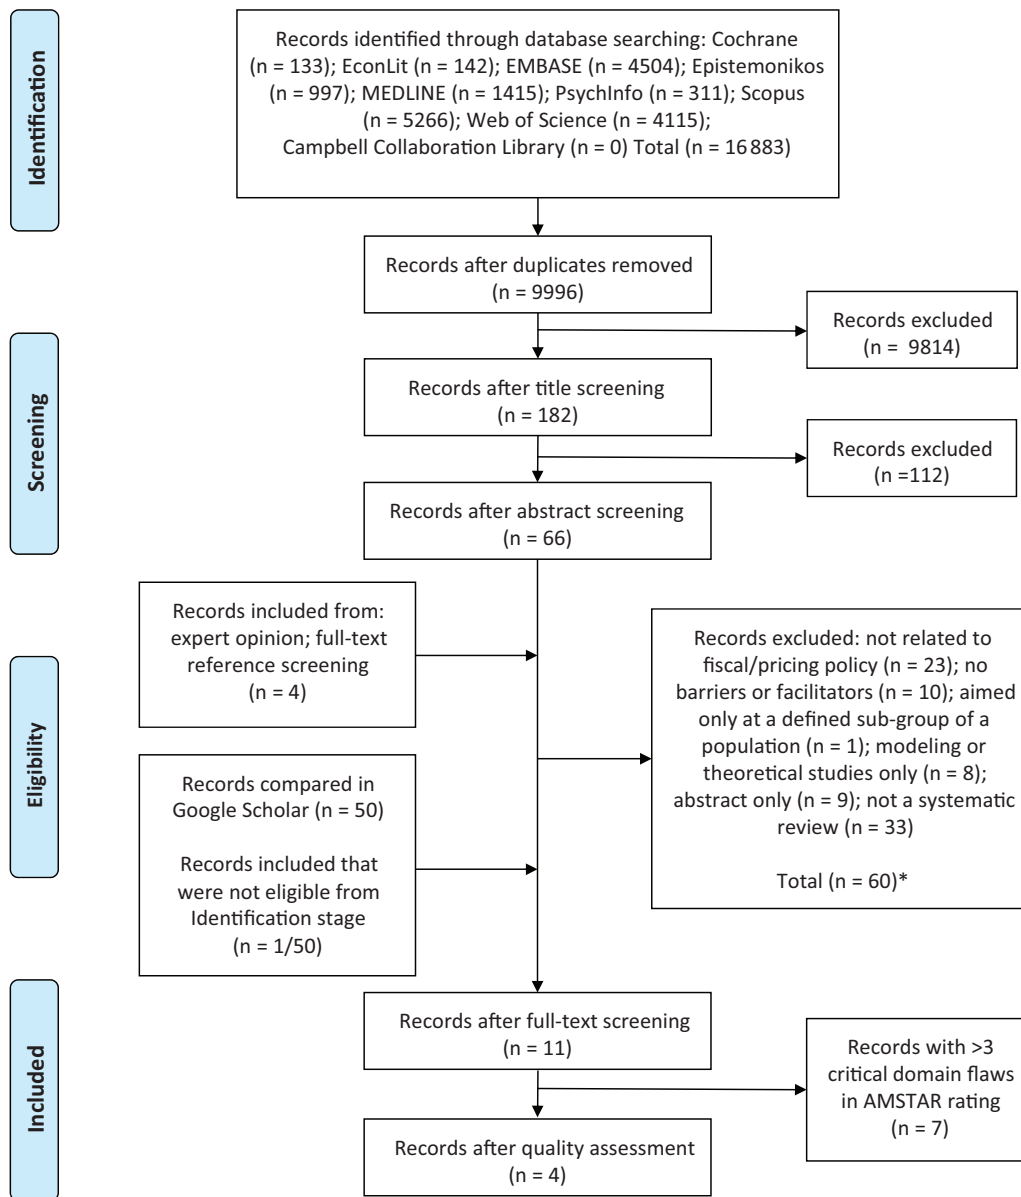 Identification
Records identified through database searching: Cochrane
(n = 133); EconLit (n = 142); EMBASE (n = 4504); Epistemonikos
(n = 997); MEDLINE (n = 1415); PsychInfo (n = 311); Scopus
(n = 5266); Web of Science (n = 4115);
Campbell Collaboration Library (n = 0) Total (n = 16 883)
Records after duplicates removed
(n = 9996)
Screening
Records excluded
(n = 9814)
Records after title screening
(n = 182)
Records excluded
(n =112)
Records after abstract screening
(n = 66)
Eligibility
Records included from:
expert opinion; full-text
reference screening
(n = 4)
Records excluded: not related to
fiscal/pricing policy (n = 23); no
barriers or facilitators (n = 10); aimed
only at a defined sub-group of a
population (n = 1); modeling or
theoretical studies only (n = 8);
abstract only (n = 9); not a systematic
review (n = 33)
Total (n = 60)*
Records compared in
Google Scholar (n = 50)
Records included that
were not eligible from
Identification stage
(n = 1/50)
Included
Records after full-text screening
(n = 11)
Records with >3
critical domain flaws
in AMSTAR rating
(n = 7)
Records after quality assessment
(n = 4)